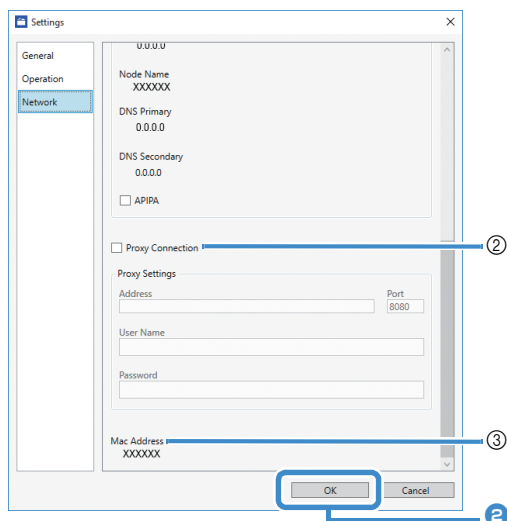 Settings
General
Operation
Network
0.0.0.0
Node Name
XXXXXX
DNS Primary
0.0.0.0
DNS Secondary
0.0.0.0
APIPA
Proxy Connection
②
Proxy Settings
Address
Port
8080
User Name
Password
Mac Address
③
XXXXXX
OK
Cancel
2